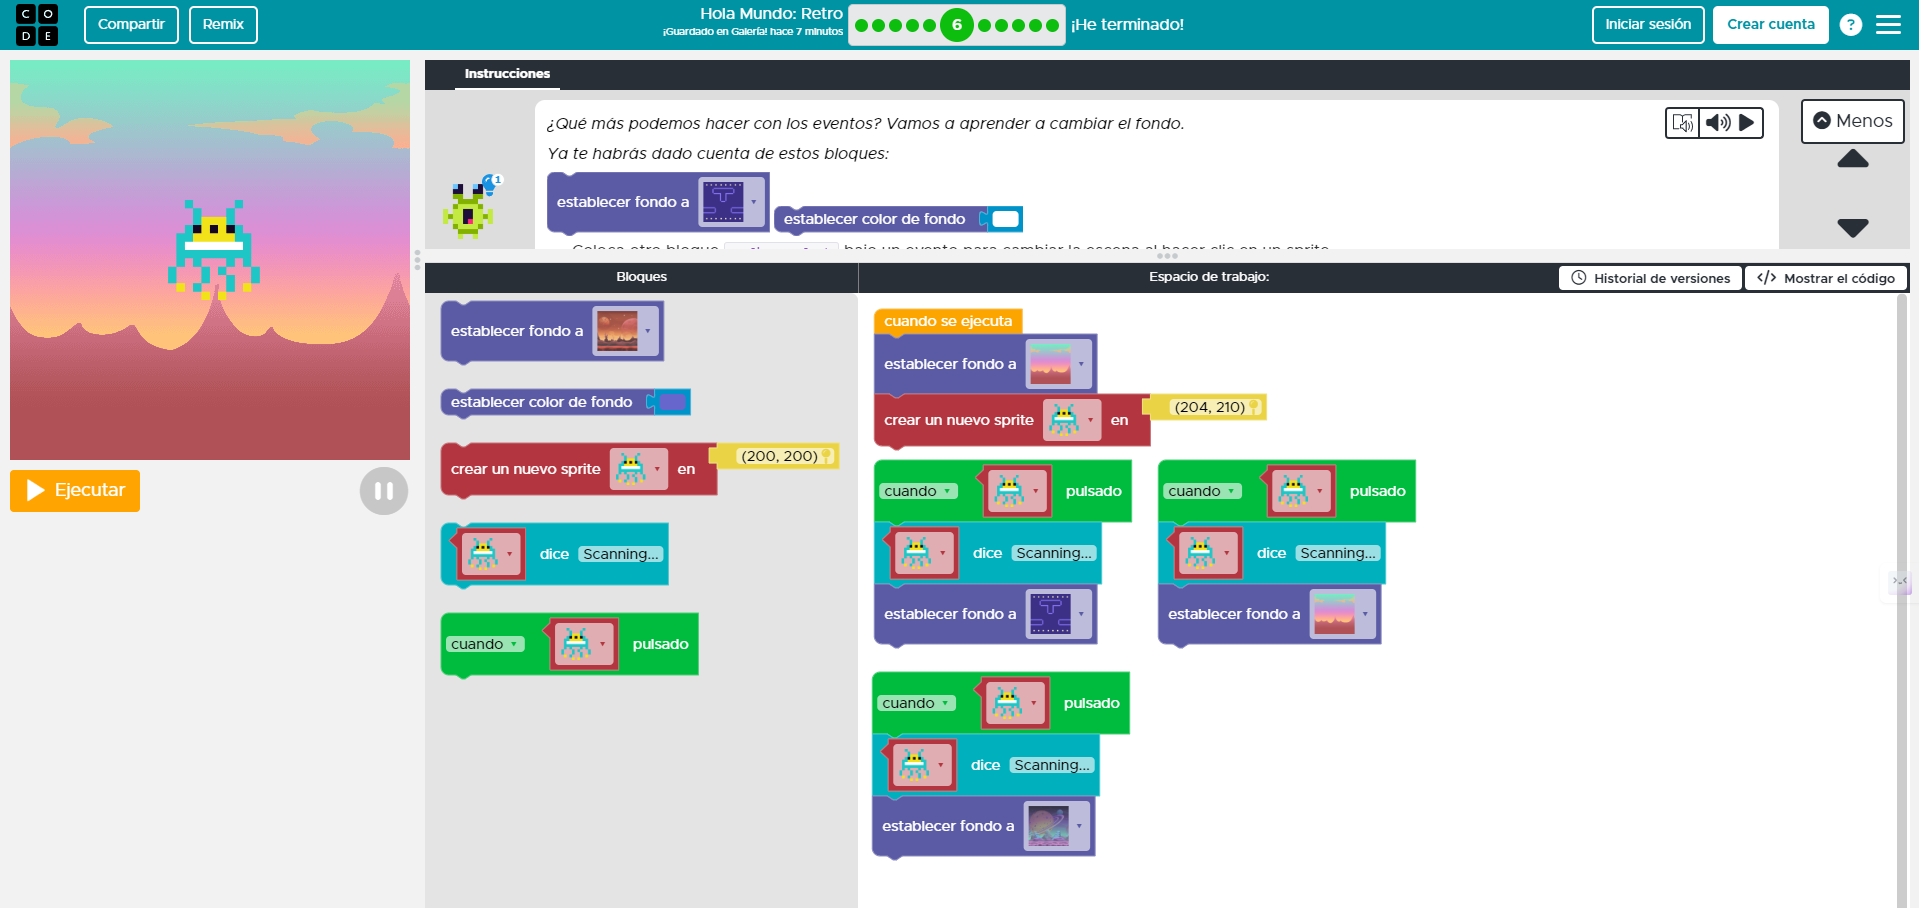 C O
D E
Compartir
Remix
Hola Mundo: Retro
¡Guardado en Galería! hace 7 minutos
6
¡He terminado!
Iniciar sesión
Crear cuenta
?
Instrucciones
¿Qué más podemos hacer con los eventos? Vamos a aprender a cambiar el fondo.
Ya te habrás dado cuenta de estos bloques:
establecer fondo a
establecer color de fondo
1
Menos
Bloques
Espacio de trabajo:
Historial de versiones
Mostrar el código
Ejecutar
establecer fondo a
establecer color de fondo
crear un nuevo sprite en (200, 200)
dice Scanning...
cuando pulsado
cuando se ejecuta
establecer fondo a
crear un nuevo sprite en (204, 210)
cuando pulsado
dice Scanning...
establecer fondo a
cuando pulsado
dice Scanning...
establecer fondo a
cuando pulsado
dice Scanning...
establecer fondo a